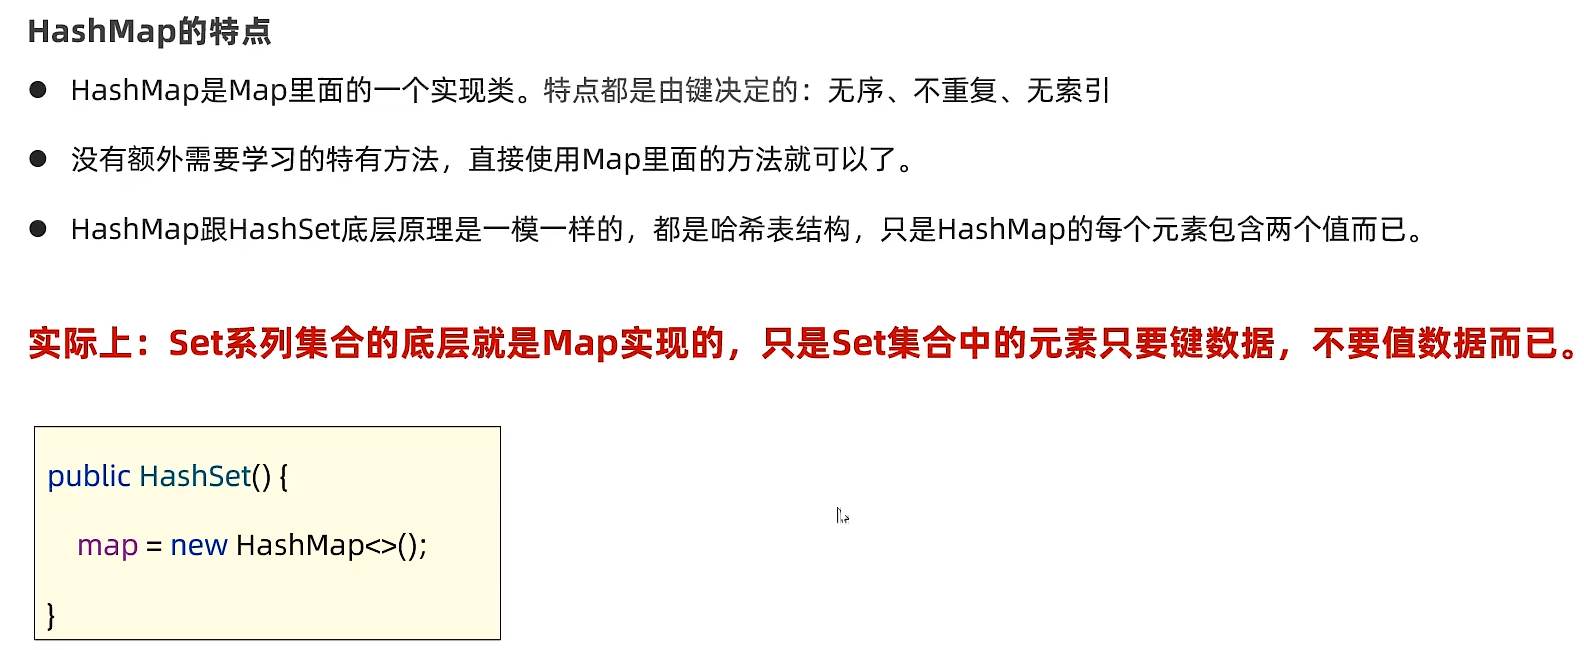 HashMap的特点
● HashMap是Map里面的一个实现类。特点都是由键决定的：无序、不重复、无索引
● 没有额外需要学习的特有方法，直接使用Map里面的方法就可以了。
● HashMap跟HashSet底层原理是一模一样的，都是哈希表结构，只是HashMap的每个元素包含两个值而已。
实际上：Set系列集合的底层就是Map实现的，只是Set集合中的元素只要键数据，不要值数据而已。
public HashSet() {
map = new HashMap<>();
}